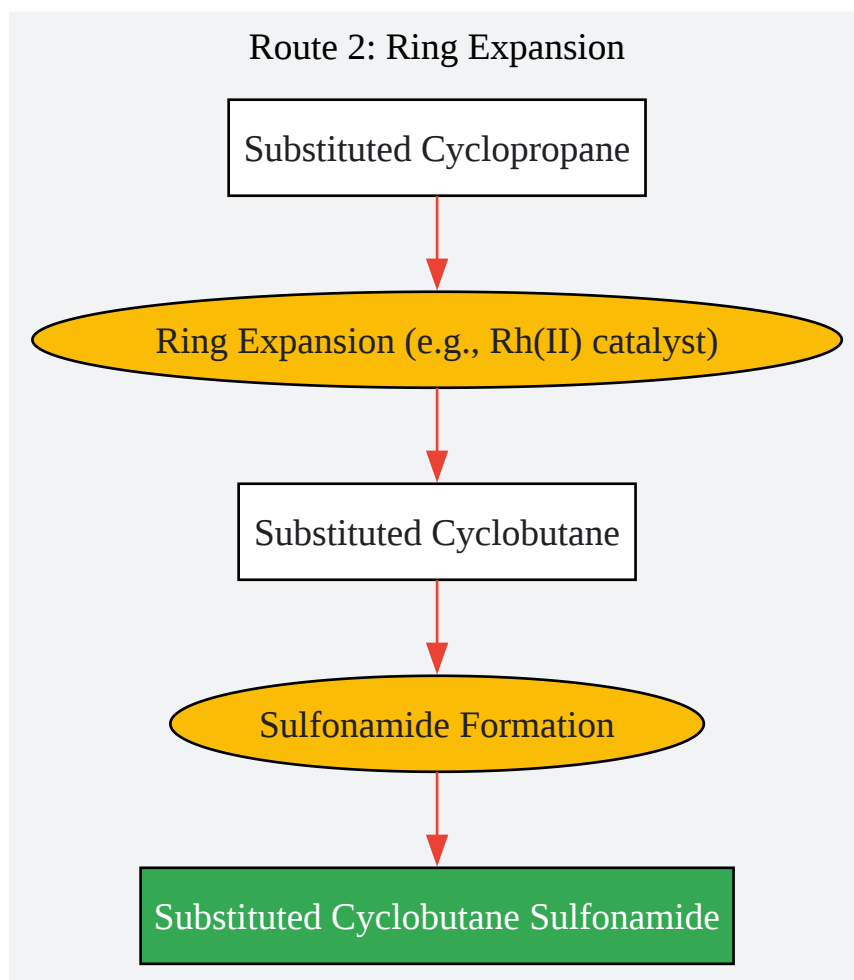 Route 2: Ring Expansion
Substituted Cyclopropane
Ring Expansion (e.g., Rh(II) catalyst)
Substituted Cyclobutane
Sulfonamide Formation
Substituted Cyclobutane Sulfonamide